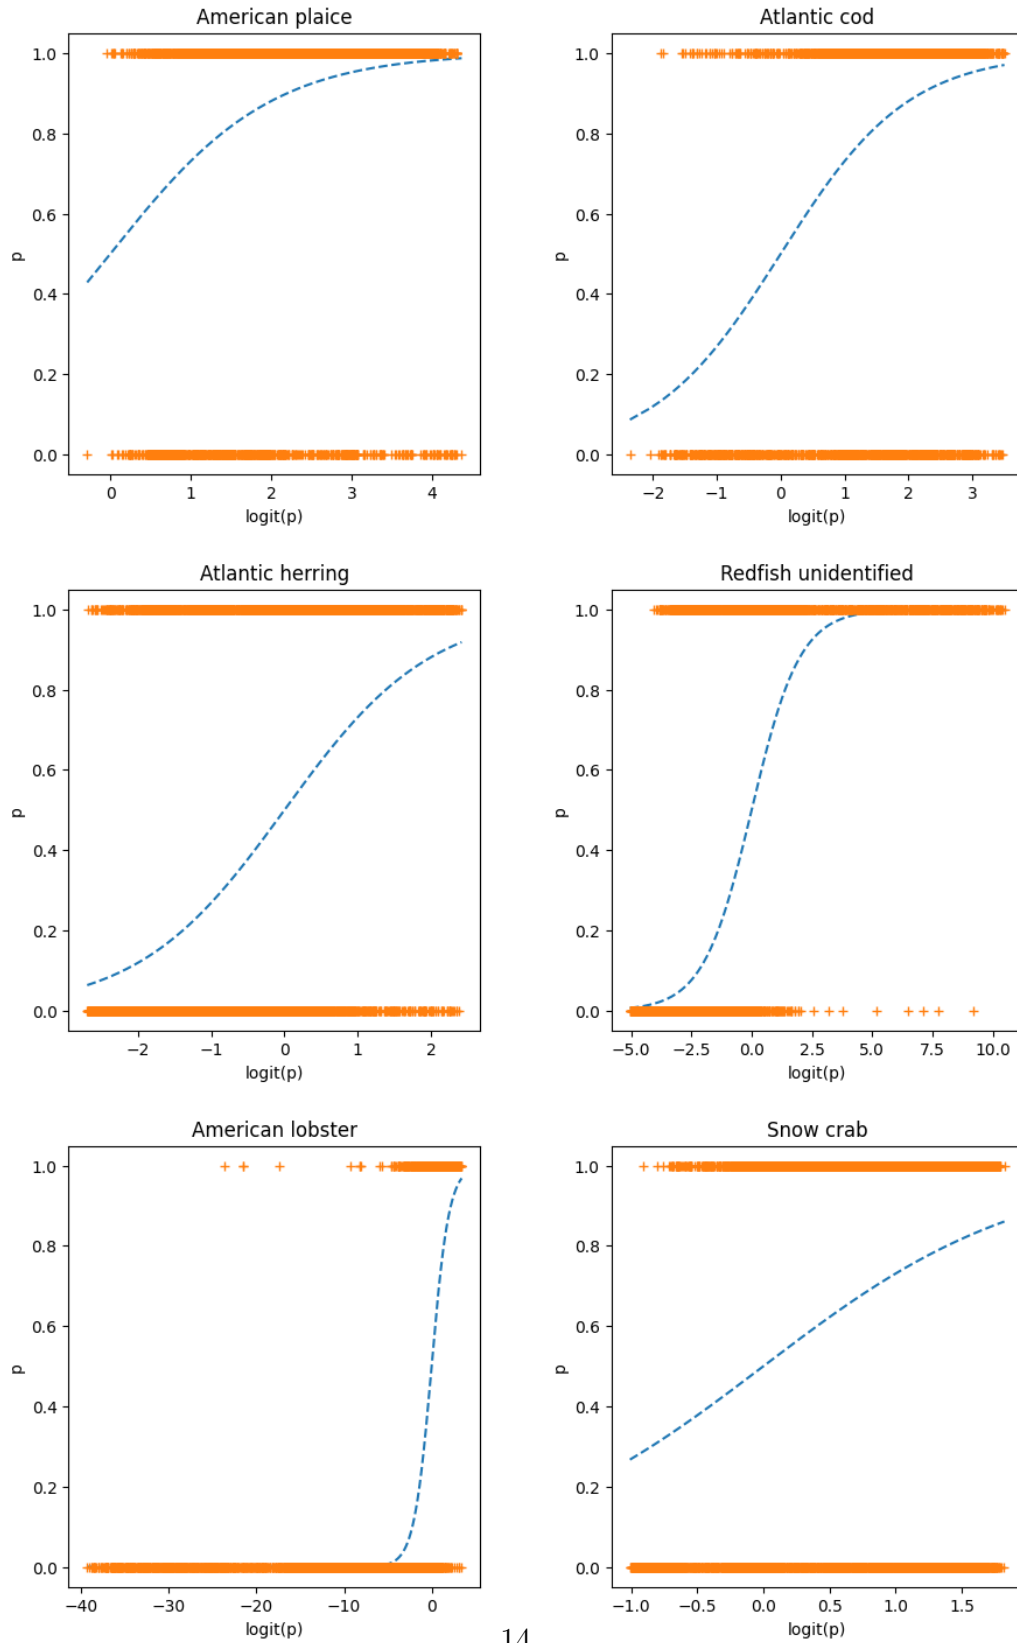 American plaice
1.0
0.8
0.6
0.4
0.2
0.0
p
0 1 2 3 4
logit(p)
Atlantic cod
1.0
0.8
0.6
0.4
0.2
0.0
p
−2 −1 0 1 2 3
logit(p)
Atlantic herring
1.0
0.8
0.6
0.4
0.2
0.0
p
−2 −1 0 1 2
logit(p)
Redfish unidentified
1.0
0.8
0.6
0.4
0.2
0.0
p
−5.0 −2.5 0.0 2.5 5.0 7.5 10.0
logit(p)
American lobster
1.0
0.8
0.6
0.4
0.2
0.0
p
−40 −30 −20 −10 0
logit(p)
Snow crab
1.0
0.8
0.6
0.4
0.2
0.0
p
−1.0 −0.5 0.0 0.5 1.0 1.5
logit(p)
14